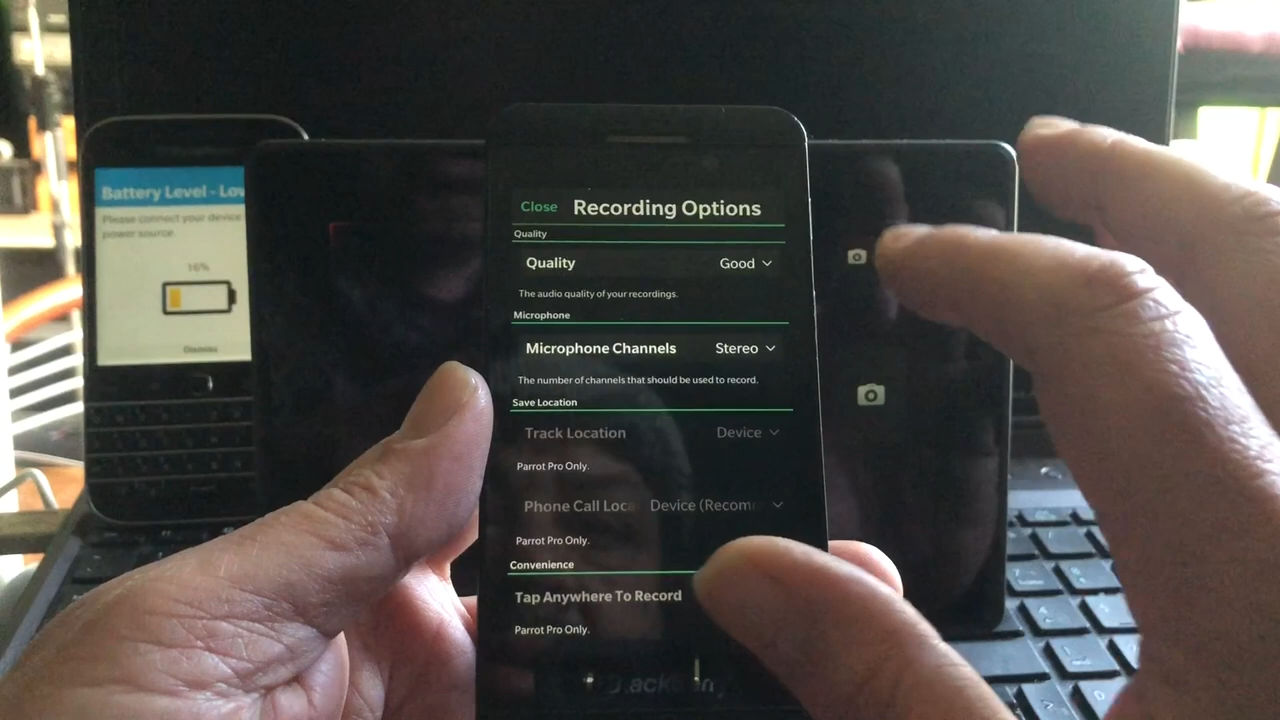 Battery Level - Low
Please connect your device
power source.
16%
Dismiss
Close Recording Options
Quality
Quality Good
The audio quality of your recordings.
Microphone
Microphone Channels Stereo
The number of channels that should be used to record.
Save Location
Track Location Device
Parrot Pro Only.
Phone Call Loca Device (Recom
Parrot Pro Only.
Convenience
Tap Anywhere To Record
Parrot Pro Only.